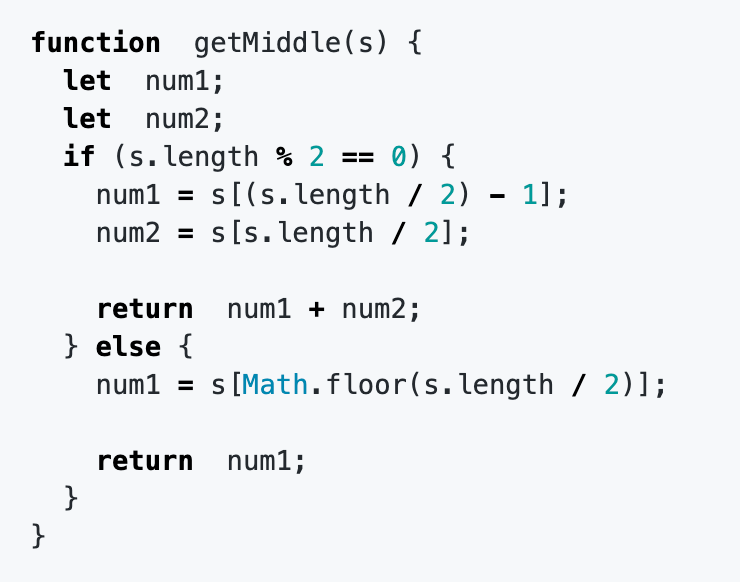 function  getMiddle(s) {
  let  num1;
  let  num2;
  if (s.length % 2 == 0) {
    num1 = s[(s.length / 2) - 1];
    num2 = s[s.length / 2];

    return  num1 + num2;
  } else {
    num1 = s[Math.floor(s.length / 2)];

    return  num1;
  }
}